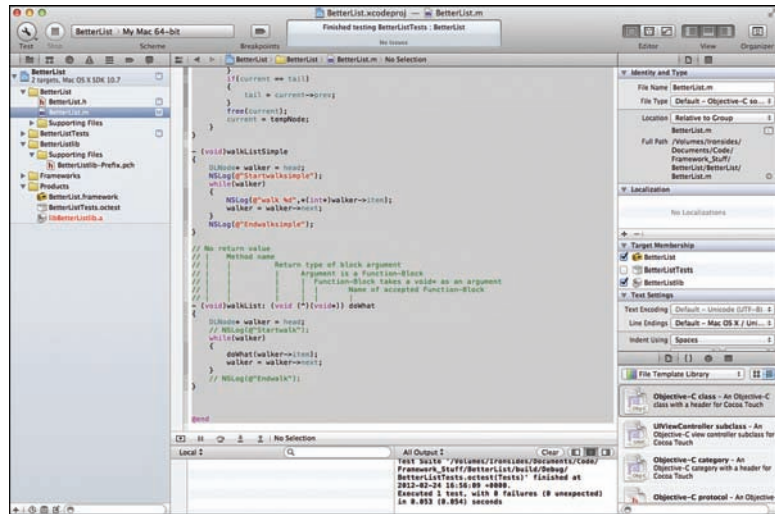 BetterList.xcodeproj — BetterList.m
BetterList
My Mac 64-bit
Finished testing BetterListTests : BetterList
No Issues
Test
Stop
Scheme
Breakpoints
Editor
View
Organizer
BetterList
BetterList
BetterList.m
No Selection
BetterList
2 targets, Mac OS X SDK 10.7
BetterList
BetterList.h
BetterList.m
Supporting Files
BetterListTests
BetterListlib
Supporting Files
BetterListlib-Prefix.pch
Frameworks
Products
BetterList.framework
BetterListTests.octest
libBetterListlib.a
}
if(current == tail)
{
tail = current->prev;
}
free(current);
current = tempNode;
}
}
- (void)walkListSimple
{
DLNode* walker = head;
NSLog(@"Startwalksimple");
while(walker)
{
NSLog(@"walk %d",*(int*)walker->item);
walker = walker->next;
}
NSLog(@"Endwalksimple");
}
// No return value
// | Method name
// | | Return type of block argument
// | | | Argument is a Function-Block
// | | | | Function-Block takes a void* as an argument
// | | | | | Name of accepted Function-Block
// | | | | | |
- (void)walkList: (void (^)(void*)) doWhat
{
DLNode* walker = head;
// NSLog(@"Startwalk");
while(walker)
{
doWhat(walker->item);
walker = walker->next;
}
// NSLog(@"Endwalk");
}
@end
No Selection
Local
All Output
Clear
Test Suite '/Volumes/Ironsides/Documents/Code/
Framework_Stuff/BetterList/build/Debug/
BetterListTests.octest(Tests)' finished at
2012-02-24 16:56:09 +0000.
Executed 1 test, with 0 failures (0 unexpected)
in 0.053 (0.054) seconds
Identity and Type
File Name BetterList.m
File Type Default - Objective-C so...
Location Relative to Group
BetterList.m
Full Path /Volumes/Ironsides/
Documents/Code/
Framework_Stuff/
BetterList/BetterList/
BetterList.m
Localization
No Localizations
Target Membership
BetterList
BetterListTests
BetterListlib
Text Settings
Text Encoding Default - Unicode (UTF-8)
Line Endings Default - Mac OS X / Uni...
Indent Using Spaces
File Template Library
Objective-C class - An Objective-C
class with a header for Cocoa Touch
UIViewController subclass - An
Objective-C view controller subclass for
Cocoa Touch
Objective-C category - An
Objective-C category with a header for
Cocoa Touch
Objective-C protocol - An Objective